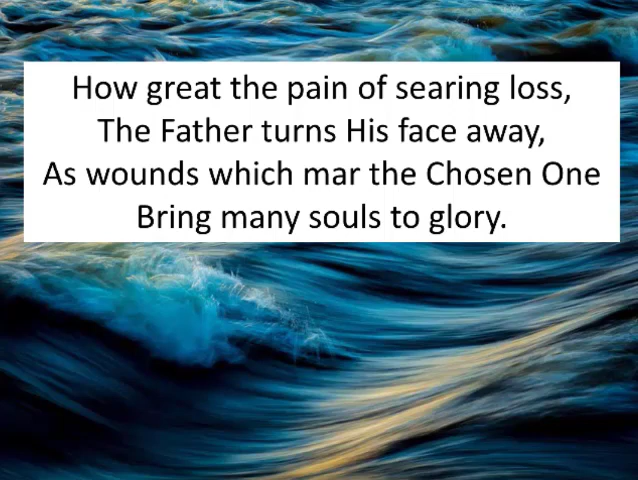 How great the pain of searing loss,
The Father turns His face away,
As wounds which mar the Chosen One
Bring many souls to glory.